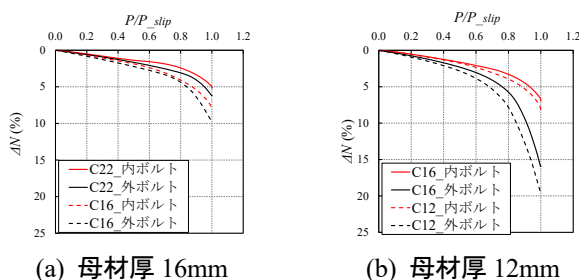 P/P_slip
0.0 0.2 0.4 0.6 0.8 1.0 1.2
0
5
10
15
20
25
ΔN (%)
C22_内ボルト
C22_外ボルト
C16_内ボルト
C16_外ボルト
(a) 母材厚 16mm
P/P_slip
0.0 0.2 0.4 0.6 0.8 1.0 1.2
0
5
10
15
20
25
ΔN (%)
C16_内ボルト
C16_外ボルト
C12_内ボルト
C12_外ボルト
(b) 母材厚 12mm